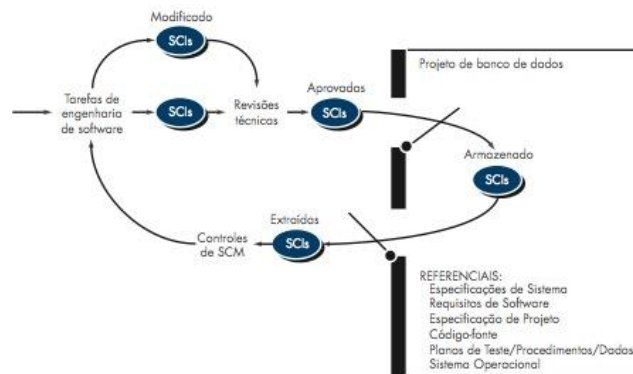 Modificado
SCIs
Tarefas de
engenharia
de software
SCIs
Revisões
técnicas
Aprovadas
SCIs
Projeto de banco de dados
Armazenado
SCIs
Extraídas
SCIs
Controles
de SCM
REFERENCIAIS:
Especificações de Sistema
Requisitos de Software
Especificação de Projeto
Código-fonte
Planos de Teste/Procedimentos/Dados
Sistema Operacional